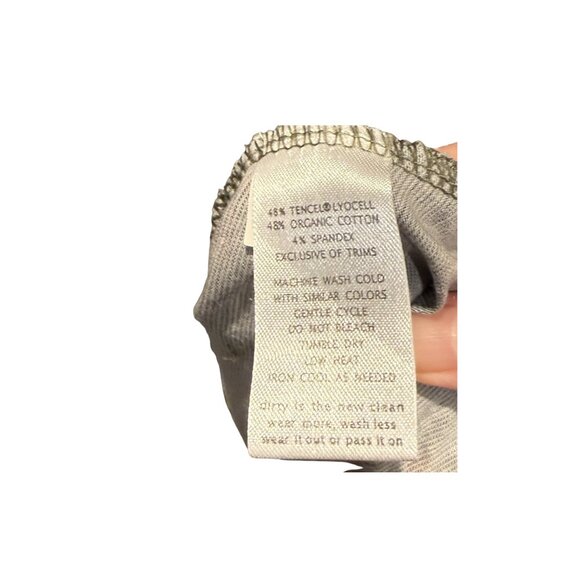 48% TENCEL®LYOCELL
48% ORGANIC COTTON
4% SPANDEX
EXCLUSIVE OF TRIMS
MACHINE WASH COLD
WITH SIMILAR COLORS
GENTLE CYCLE
DO NOT BLEACH
TUMBLE DRY
LOW HEAT
IRON COOL AS NEEDED
dirty is the new clean
wear more, wash less
wear it out or pass it on